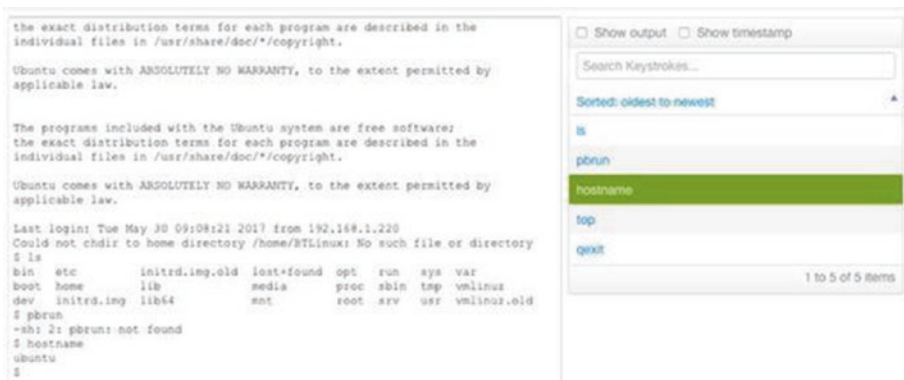 the exact distribution terms for each program are described in the
individual files in /usr/share/doc/*/copyright.
Ubuntu comes with ABSOLUTELY NO WARRANTY, to the extent permitted by
applicable law.
The programs included with the Ubuntu system are free software;
the exact distribution terms for each program are described in the
individual files in /usr/share/doc/*/copyright.
Ubuntu comes with ABSOLUTELY NO WARRANTY, to the extent permitted by
applicable law.
Last login: Tue May 30 09:08:21 2017 from 192.168.1.220
Could not chdir to home directory /home/BTLinux: No such file or directory
$ ls
bin etc initrd.img.old lost+found opt run sys var
boot home lib media proc sbin tmp vmlinuz
dev initrd.img lib64 mnt root srv usr vmlinuz.old
$ pbrun
-sh: 2: pbrun: not found
$ hostname
ubuntu
$
Show output Show timestamp
Search Keystrokes...
Sorted: oldest to newest
ls
pbrun
hostname
top
qexit
1 to 5 of 5 items